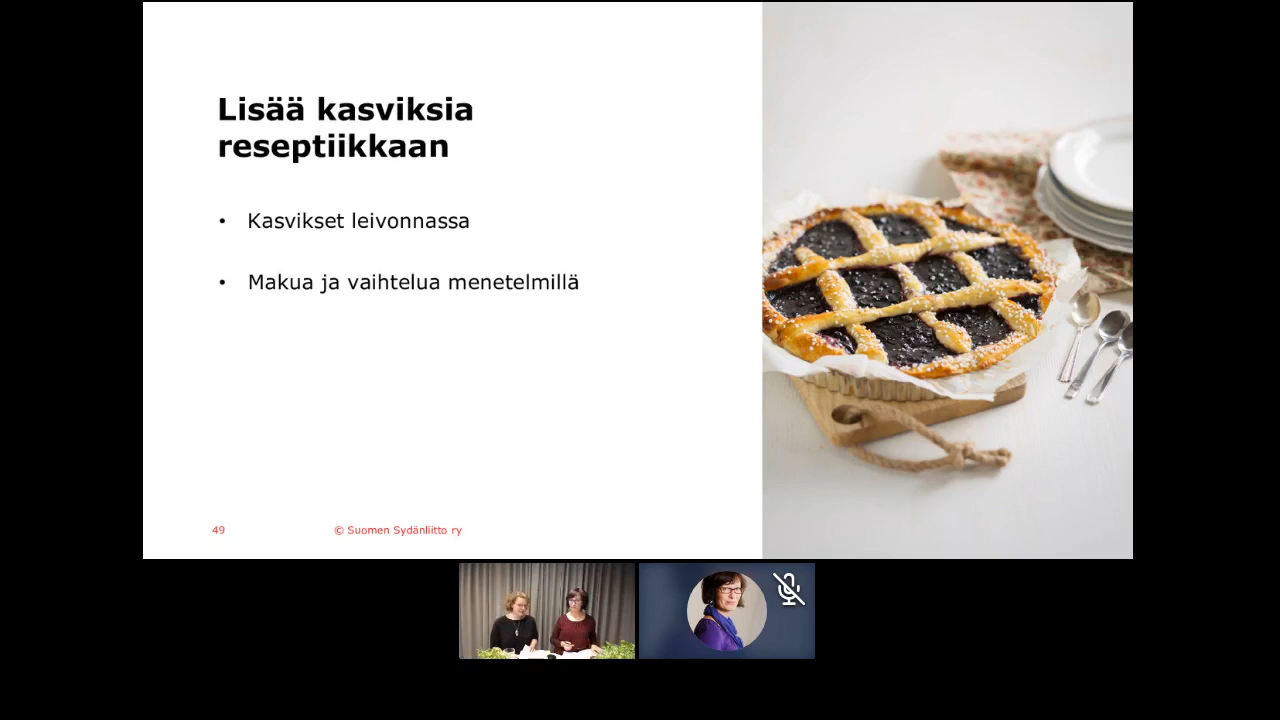 Lisää kasviksia
reseptiikkaan
• Kasvikset leivonnassa
• Makua ja vaihtelua menetelmillä
49
© Suomen Sydänliitto ry